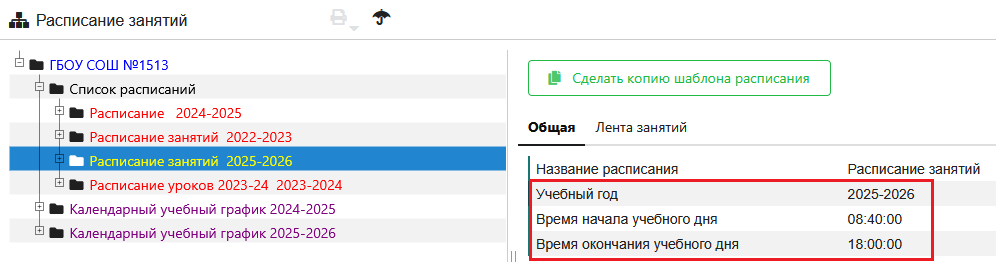 Расписание занятий
ГБОУ СОШ №1513
Список расписаний
Расписание 2024-2025
Расписание занятий 2022-2023
Расписание занятий 2025-2026
Расписание уроков 2023-24 2023-2024
Календарный учебный график 2024-2025
Календарный учебный график 2025-2026
Сделать копию шаблона расписания
Общая Лента занятий
Название расписания Расписание занятий
Учебный год 2025-2026
Время начала учебного дня 08:40:00
Время окончания учебного дня 18:00:00